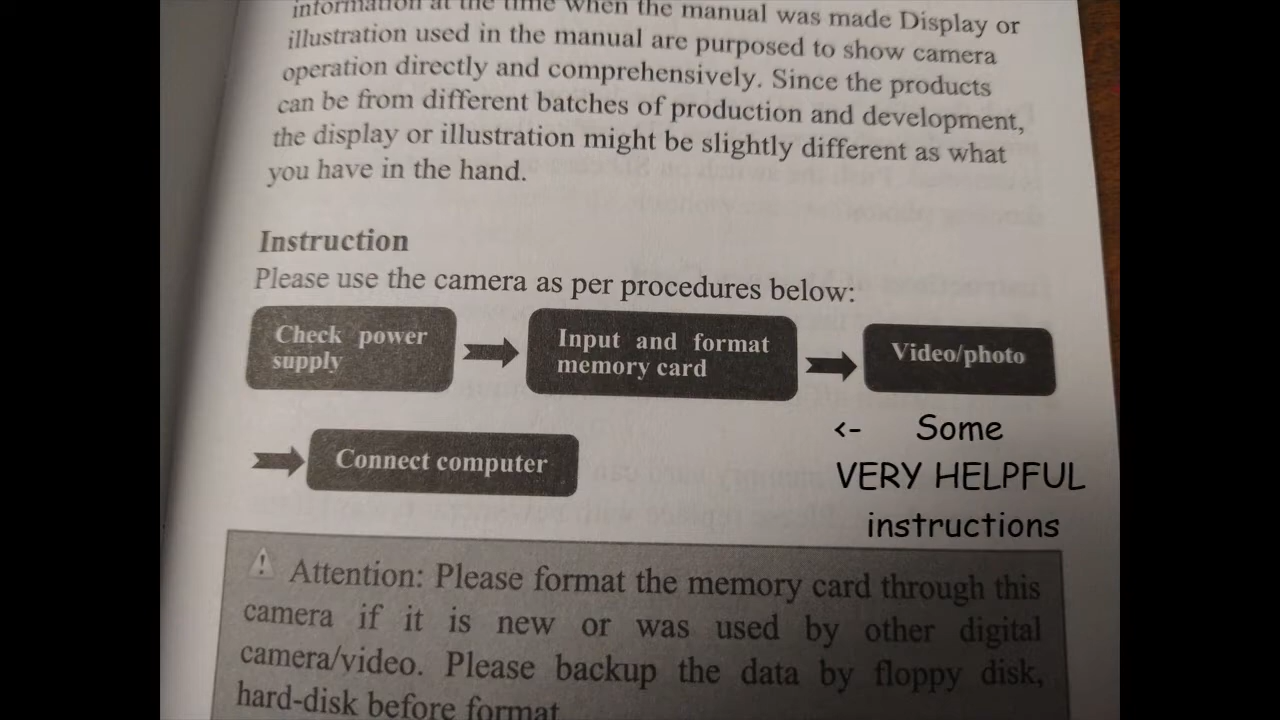 information at the time when the manual was made Display or
illustration used in the manual are purposed to show camera
operation directly and comprehensively. Since the products
can be from different batches of production and development,
the display or illustration might be slightly different as what
you have in the hand.
Instruction
Please use the camera as per procedures below:
Check power
supply
Input and format
memory card
Video/photo
Connect computer
<- Some
VERY HELPFUL
instructions
Attention: Please format the memory card through this
camera if it is new or was used by other digital
camera/video. Please backup the data by floppy disk,
hard-disk before format